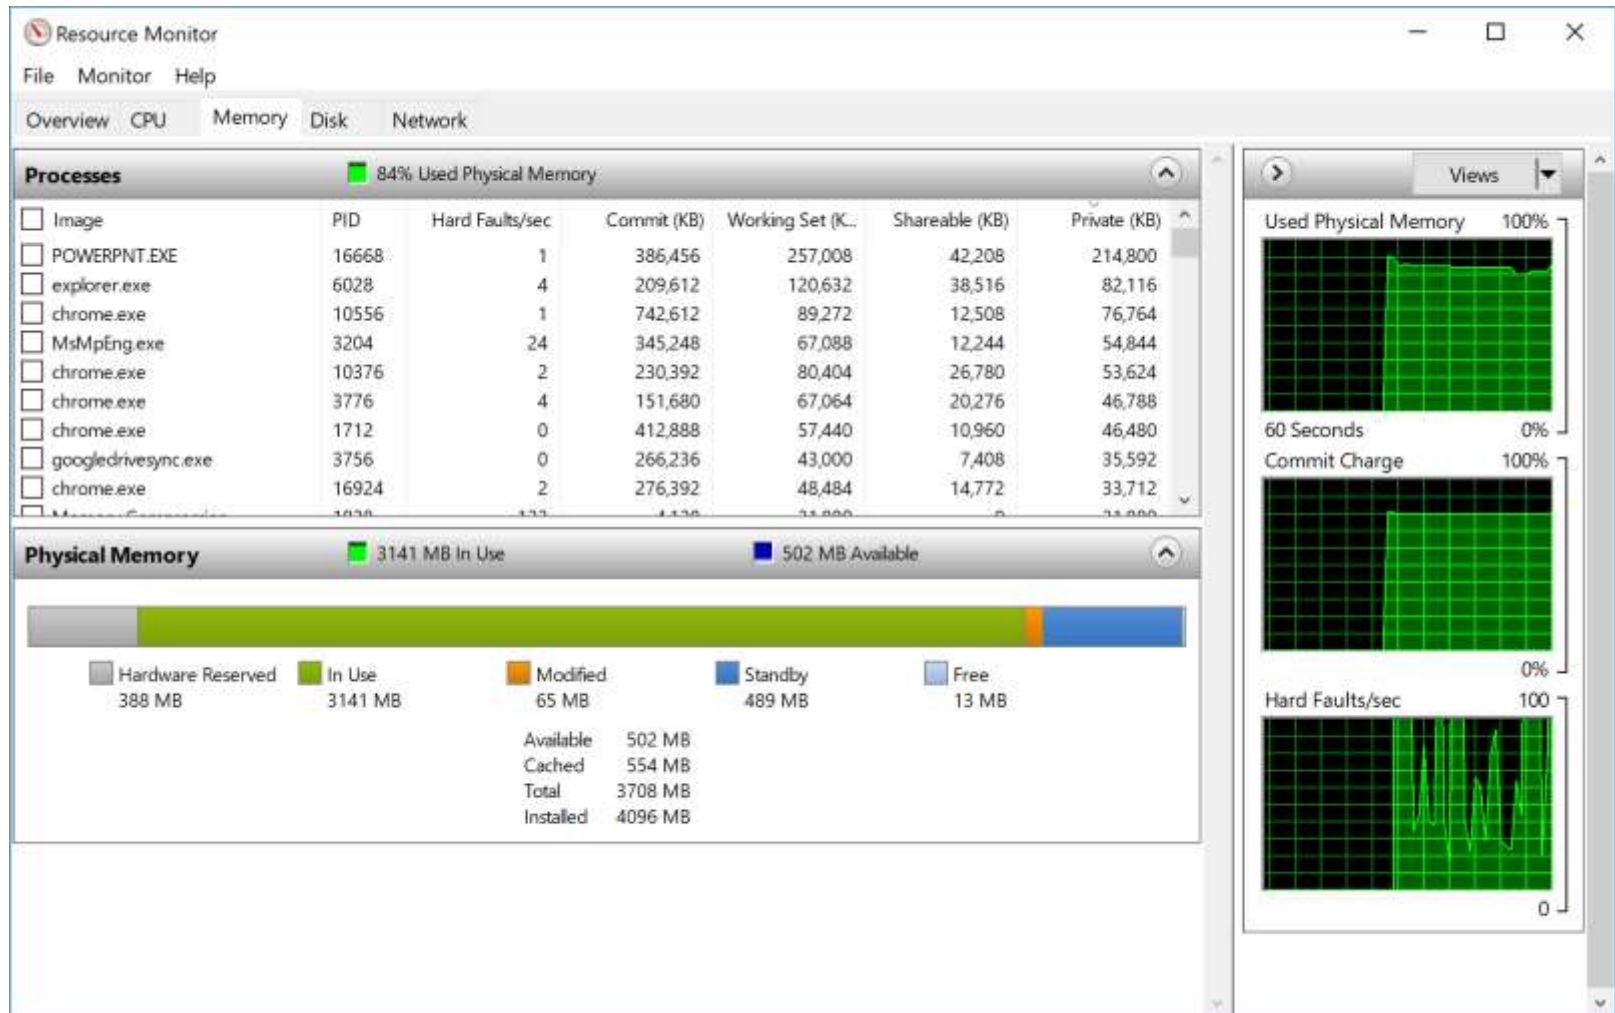 Resource Monitor
File Monitor Help
Overview CPU Memory Disk Network
Processes 84% Used Physical Memory
Image PID Hard Faults/sec Commit (KB) Working Set (K... Shareable (KB) Private (KB)
POWERPNT.EXE 16668 1 386,456 257,008 42,208 214,800
explorer.exe 6028 4 209,612 120,632 38,516 82,116
chrome.exe 10556 1 742,612 89,272 12,508 76,764
MsMpEng.exe 3204 24 345,248 67,088 12,244 54,844
chrome.exe 10376 2 230,392 80,404 26,780 53,624
chrome.exe 3776 4 151,680 67,064 20,276 46,788
chrome.exe 1712 0 412,888 57,440 10,960 46,480
googledrivesync.exe 3756 0 266,236 43,000 7,408 35,592
chrome.exe 16924 2 276,392 48,484 14,772 33,712
Physical Memory 3141 MB In Use 502 MB Available
Hardware Reserved In Use Modified Standby Free
388 MB 3141 MB 65 MB 489 MB 13 MB
Available 502 MB
Cached 554 MB
Total 3708 MB
Installed 4096 MB
Views
Used Physical Memory 100%
60 Seconds 0%
Commit Charge 100%
0%
Hard Faults/sec 100
0